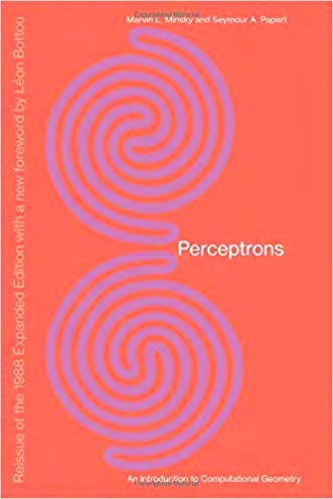 Marvin L. Minsky and Seymour A. Papert
Reissue of the 1988 Expanded Edition with a new foreword by Léon Bottou
Perceptrons
An Introduction to Computational Geometry